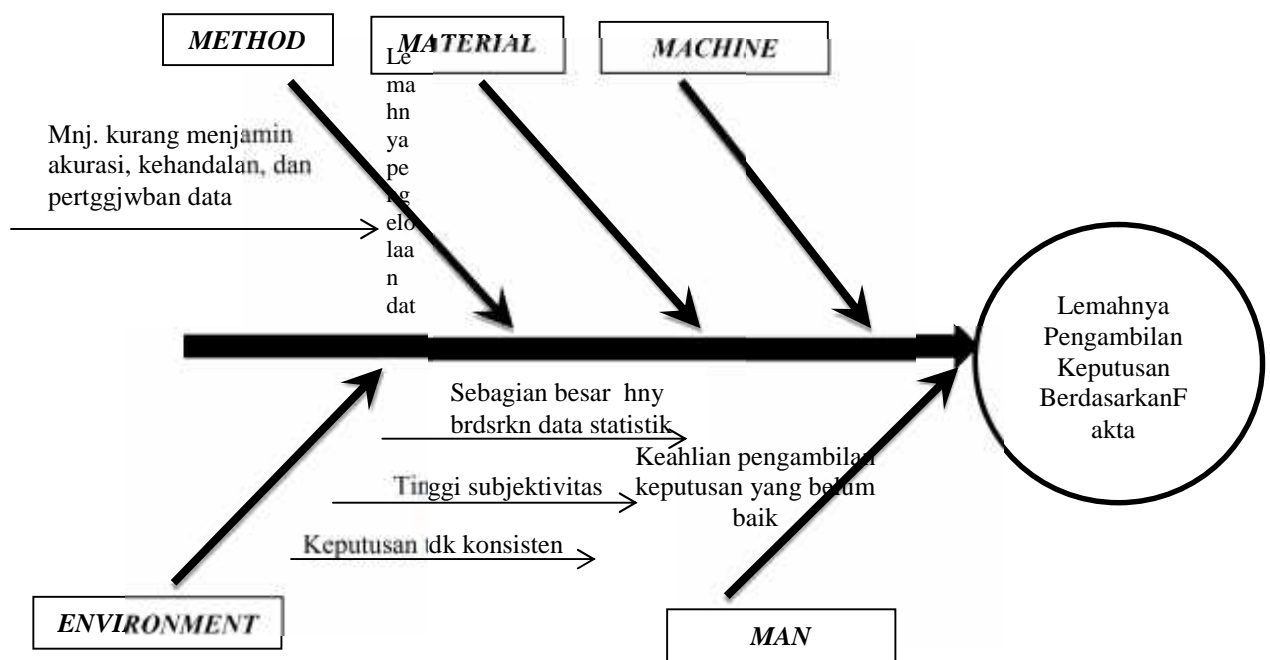 METHOD
MATERIAL
MACHINE
Le
ma
hn
ya
pe
ng
elo
laa
n
dat
Mnj. kurang menjamin
akurasi, kehandalan, dan
pertggjwban data
Lemahnya
Pengambilan
Keputusan
BerdasarkanF
akta
Sebagian besar hny
brdsrkn data statistik
Tinggi subjektivitas
Keputusan tdk konsisten
Keahlian pengambilan
keputusan yang belum
baik
ENVIRONMENT
MAN